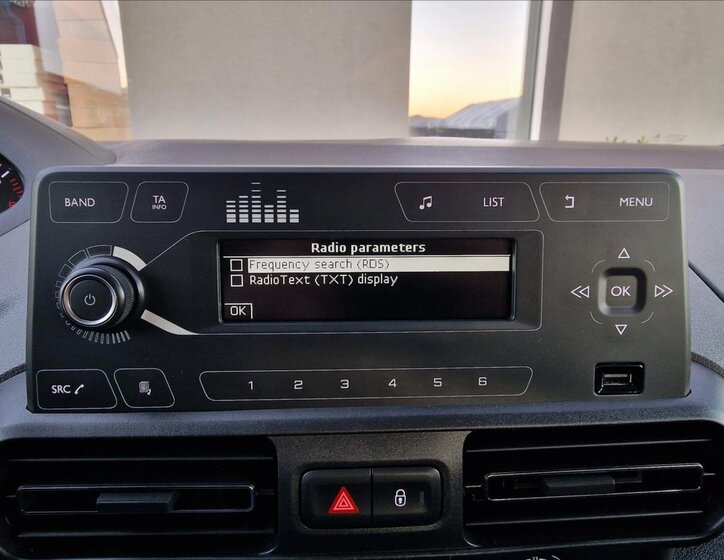 BAND
TA
INFO
LIST
MENU
Radio parameters
Frequency search (RDS)
RadioText (TXT) display
OK
OK
SRC
1 2 3 4 5 6